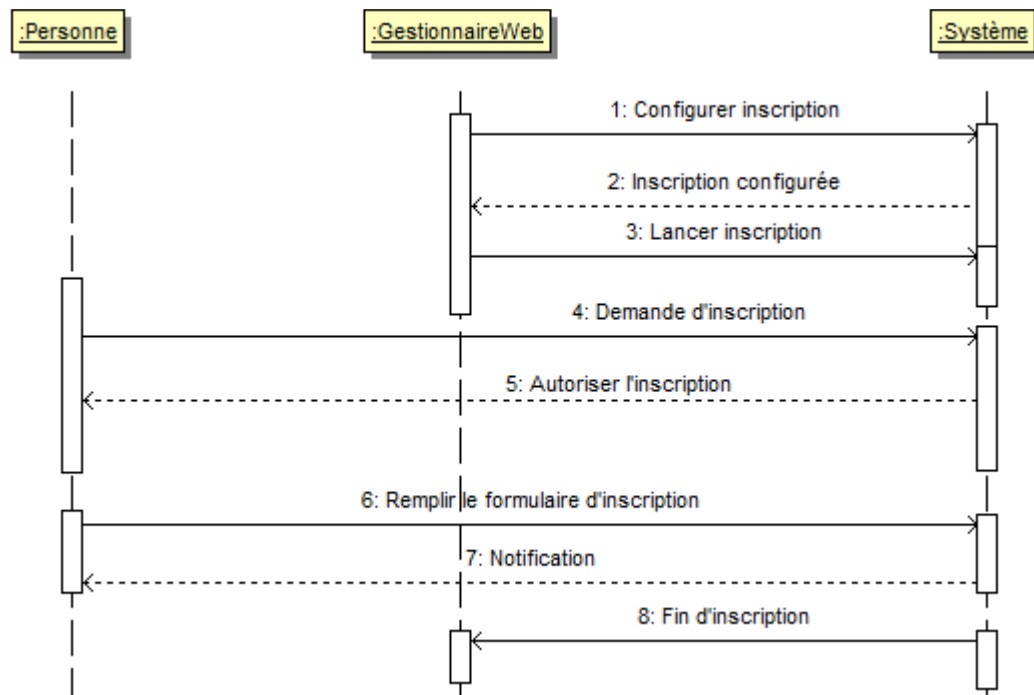 :Personne
:GestionnaireWeb
:Système
1: Configurer inscription
2: Inscription configurée
3: Lancer inscription
4: Demande d'inscription
5: Autoriser l'inscription
6: Remplir le formulaire d'inscription
7: Notification
8: Fin d'inscription